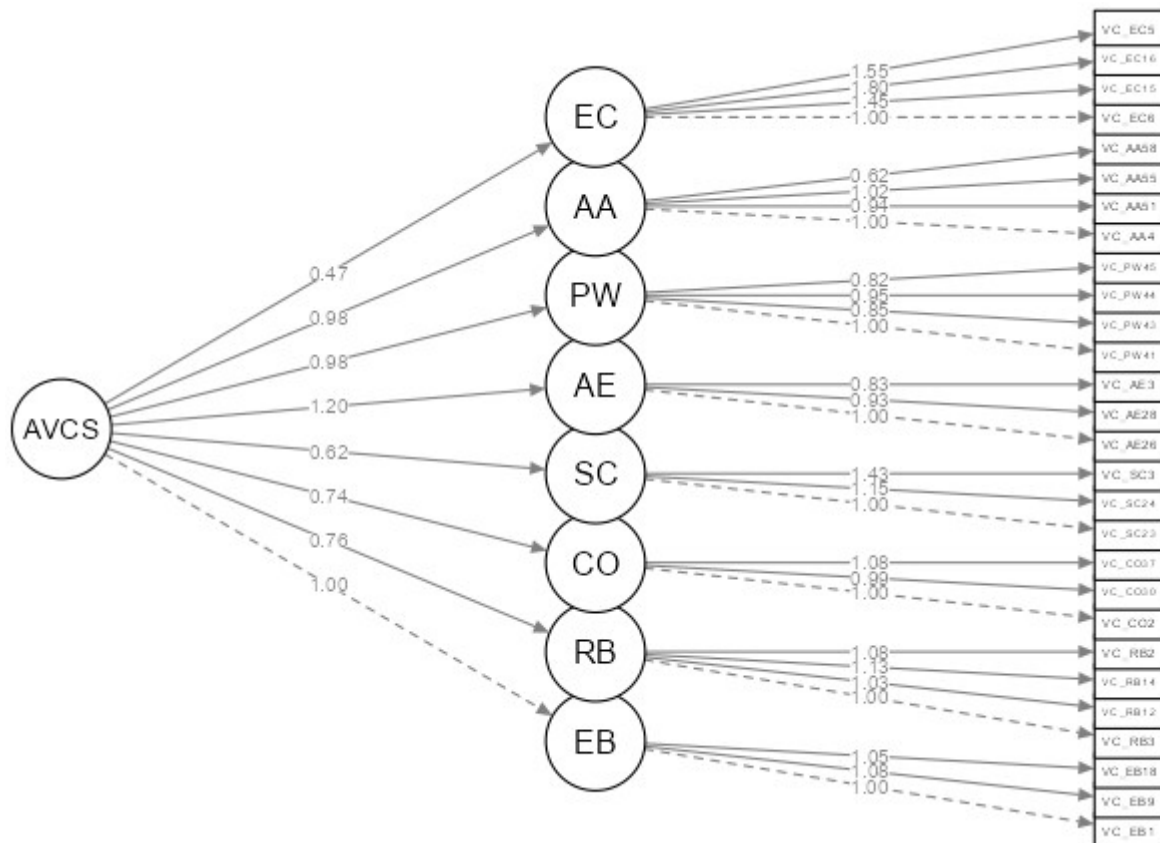 AVCS
0.47
0.98
0.98
1.20
0.62
0.74
0.76
1.00
EC
AA
PW
AE
SC
CO
RB
EB
1.55
1.80
1.45
1.00
0.62
1.02
0.94
1.00
0.82
0.95
0.85
1.00
0.83
0.93
1.00
1.43
1.15
1.00
1.08
0.99
1.00
1.08
1.13
1.03
1.00
1.05
1.08
1.00
VC_EC5
VC_EC16
VC_EC15
VC_EC6
VC_AA58
VC_AA55
VC_AA51
VC_AA4
VC_PW45
VC_PW44
VC_PW43
VC_PW41
VC_AE3
VC_AE28
VC_AE26
VC_SC3
VC_SC24
VC_SC23
VC_CO37
VC_CO30
VC_CO2
VC_RB2
VC_RB14
VC_RB12
VC_RB3
VC_EB18
VC_EB9
VC_EB1